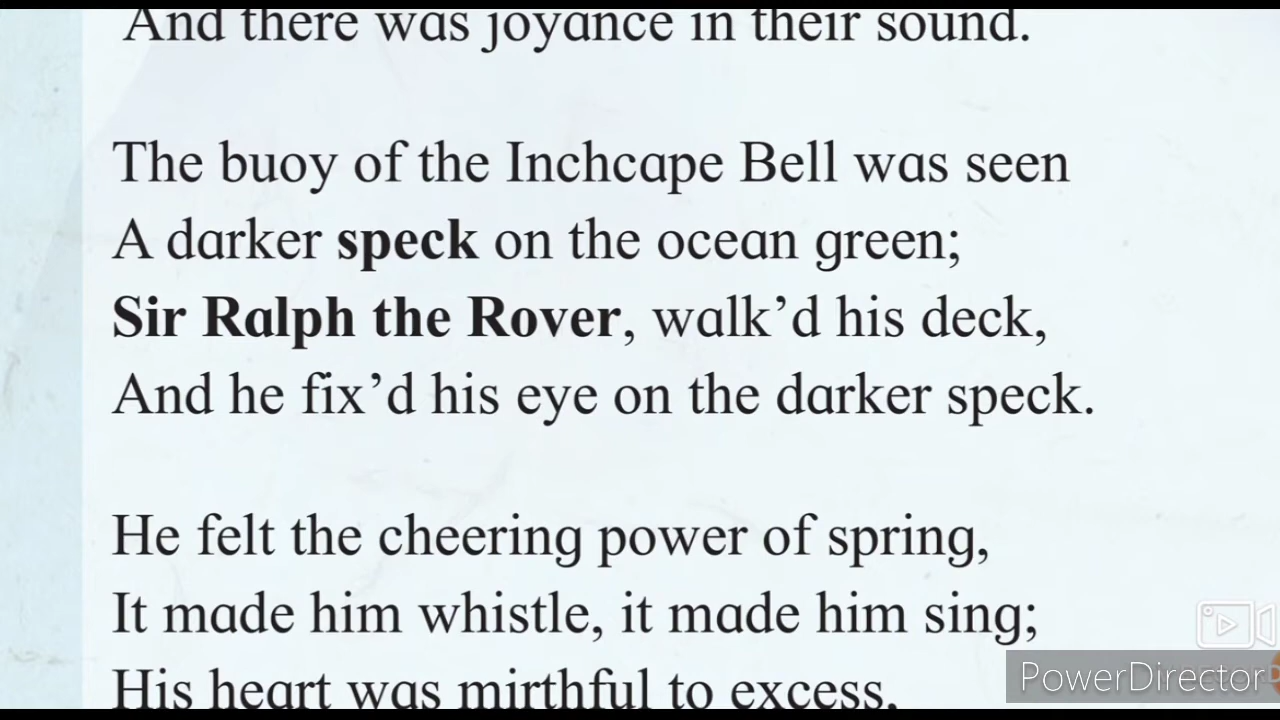 And there was joyance in their sound.
The buoy of the Inchcape Bell was seen
A darker speck on the ocean green;
Sir Ralph the Rover, walk’d his deck,
And he fix’d his eye on the darker speck.
He felt the cheering power of spring,
It made him whistle, it made him sing;
His heart was mirthful to excess,
PowerDirector